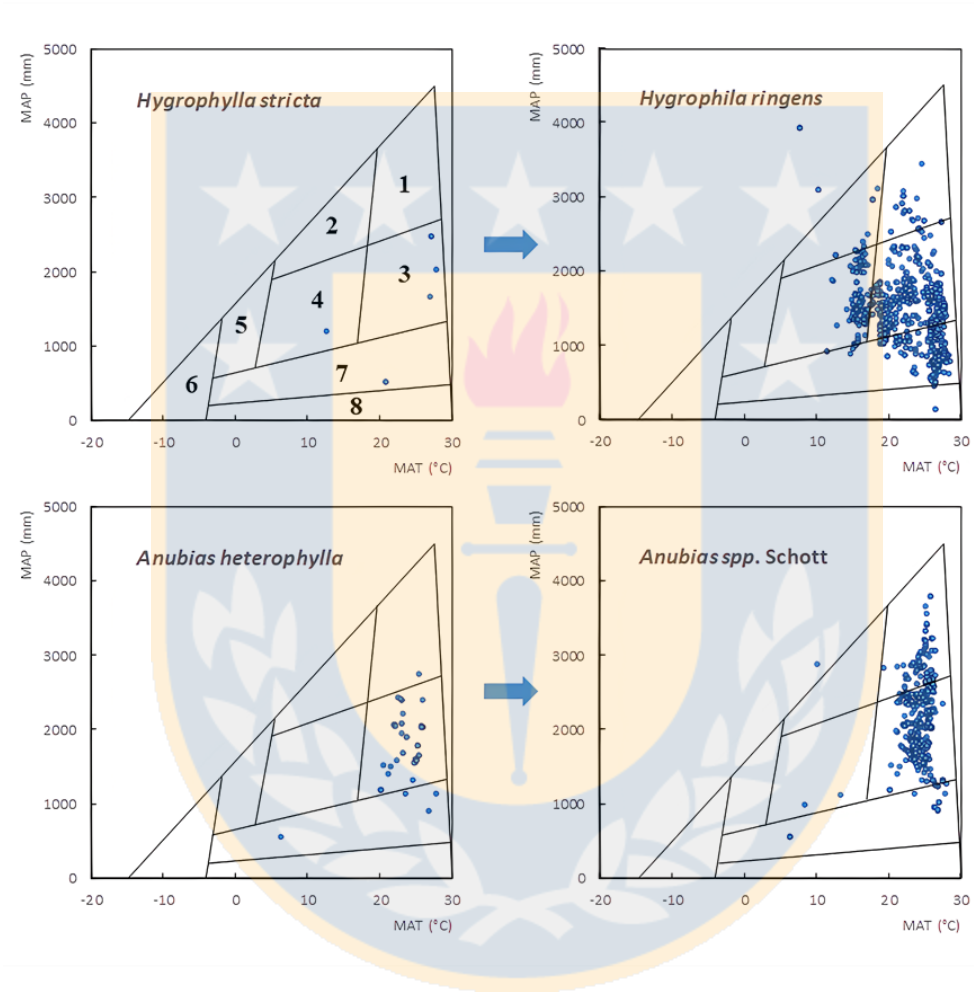 5000
4000
3000
2000
1000
0
MAP (mm)
Hygrophylla stricta
1
2
3
4
5
6
7
8
-20 -10 0 10 20 30
MAT (°C)
5000
4000
3000
2000
1000
0
MAP (mm)
Hygrophila ringens
-20 -10 0 10 20 30
MAT (°C)
5000
4000
3000
2000
1000
0
MAP (mm)
Anubias heterophylla
-20 -10 0 10 20 30
MAT (°C)
5000
4000
3000
2000
1000
0
MAP (mm)
Anubias spp. Schott
-20 -10 0 10 20 30
MAT (°C)